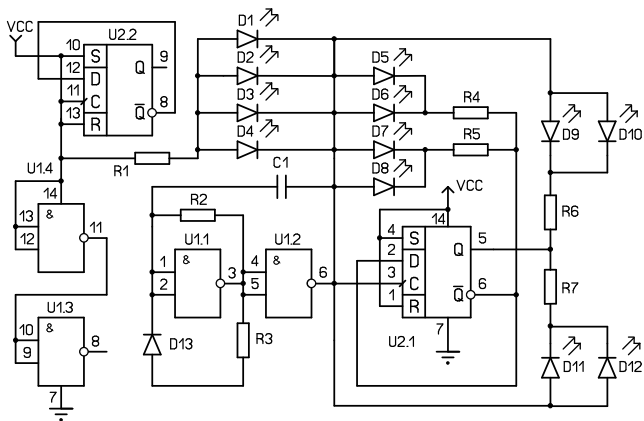 VCC
U2.2
10 S
12 D Q 9
11 C Q 8
13 R
D1
D2
D3
D4
D5
D6
D7
D8
R4
R5
D9
D10
R1
C1
U1.4
14
13 & 11
12
R2
U1.1
1 & 3
2
U1.2
4 & 6
5
VCC
14
4 S Q 5
2 D
3 C Q 6
1 R
7
U2.1
R6
R7
U1.3
10 & 8
9
7
D13
R3
D11
D12